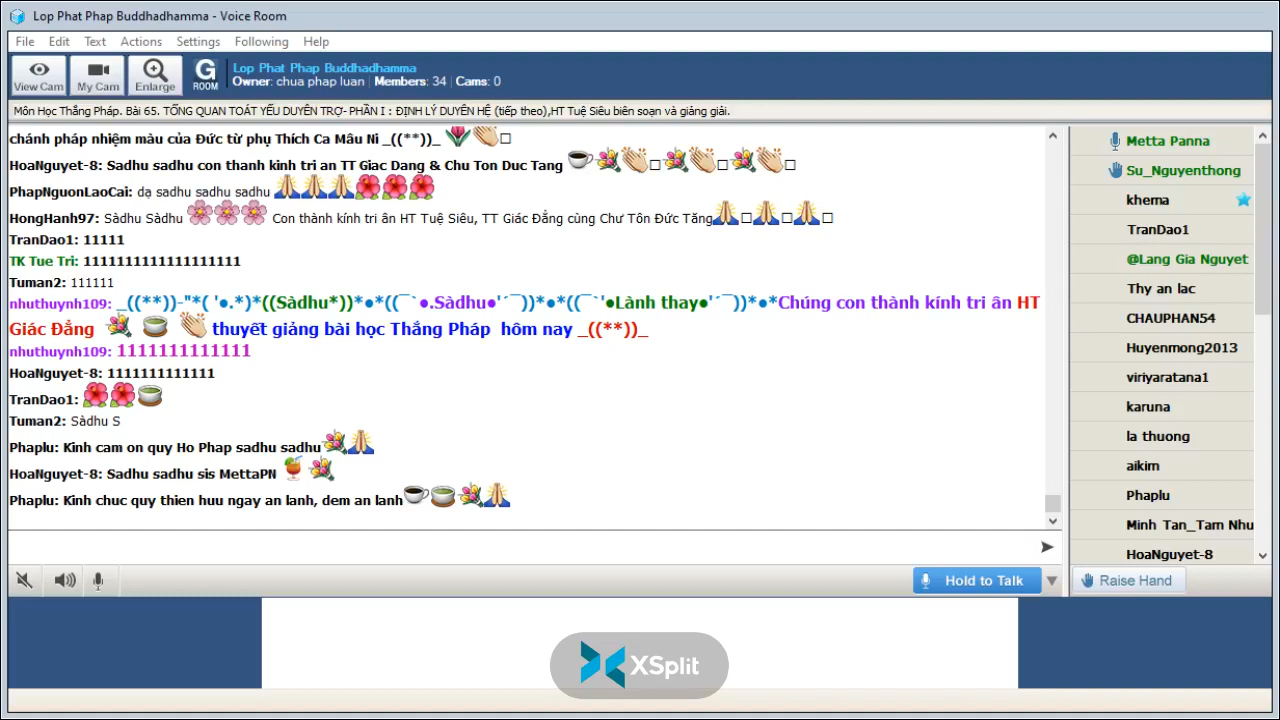 Lop Phat Phap Buddhadhamma - Voice Room
File Edit Text Actions Settings Following Help
View Cam My Cam Enlarge G ROOM Lop Phat Phap Buddhadhamma
Owner: chua phap luan | Members: 34 | Cams: 0
Môn Học Thắng Pháp. Bài 65. TỔNG QUAN TOÁT YẾU DUYÊN TRỢ- PHẦN I : ĐỊNH LÝ DUYÊN HỆ (tiếp theo),HT Tuệ Siêu biên soạn và giảng giải.
chánh pháp nhiệm màu của Đức từ phụ Thích Ca Mâu Ni _((**))_
HoaNguyet-8: Sadhu sadhu con thanh kinh tri an TT Giac Dang & Chu Ton Duc Tang
PhapNguonLaoCai: dạ sadhu sadhu sadhu
HongHanh97: Sàdhu Sàdhu Con thành kính tri ân HT Tuệ Siêu, TT Giác Đẳng cùng Chư Tôn Đức Tăng
TranDao1: 11111
TK Tue Tri: 1111111111111111111
Tuman2: 111111
nhuthuynh109: _((**))-"*( '●.*)*((Sàdhu*))*●*((¯`●.Sàdhu●'´¯))*●*((¯`'●Lành thay●'´¯))*●*Chúng con thành kính tri ân HT
Giác Đẳng thuyết giảng bài học Thắng Pháp hôm nay _((**))_
nhuthuynh109: 1111111111111
HoaNguyet-8: 1111111111111
TranDao1:
Tuman2: Sàdhu S
Phaplu: Kinh cam on quy Ho Phap sadhu sadhu
HoaNguyet-8: Sadhu sadhu sis MettaPN
Phaplu: Kinh chuc quy thien huu ngay an lanh, dem an lanh
Hold to Talk
Metta Panna
Su_Nguyenthong
khema
TranDao1
@Lang Gia Nguyet
Thy an lac
CHAUPHAN54
Huyenmong2013
viriyaratana1
karuna
la thuong
aikim
Phaplu
Minh Tan_Tam Nhu
HoaNguyet-8
Raise Hand
XSplit